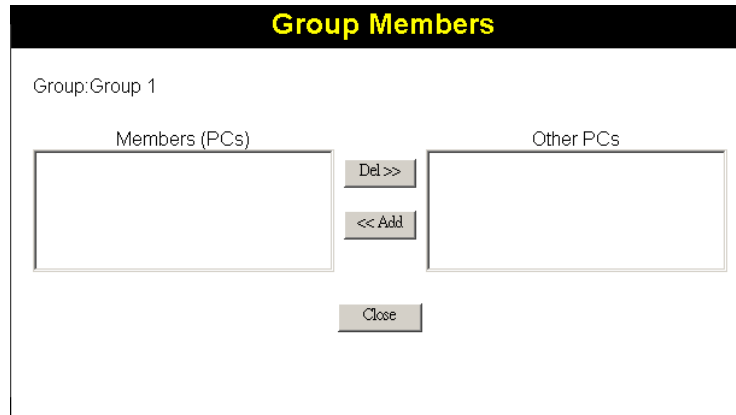 Group Members
Group:Group 1
Members (PCs)
Other PCs
Del >>
<< Add
Close